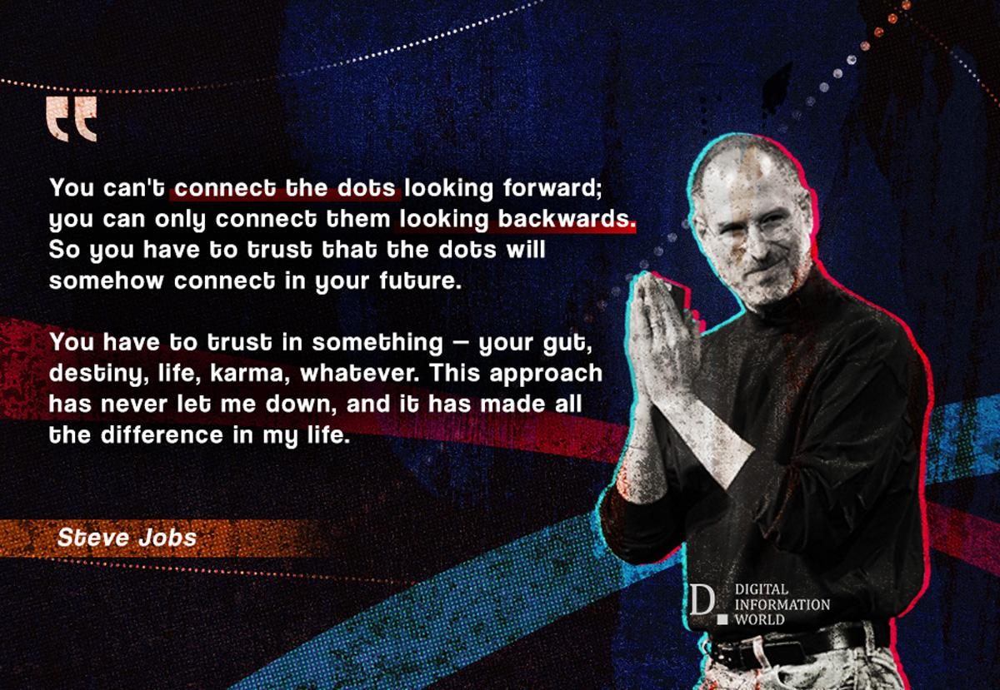 You can't connect the dots looking forward;
you can only connect them looking backwards.
So you have to trust that the dots will
somehow connect in your future.
You have to trust in something – your gut,
destiny, life, karma, whatever. This approach
has never let me down, and it has made all
the difference in my life.
Steve Jobs
D.
DIGITAL
INFORMATION
WORLD